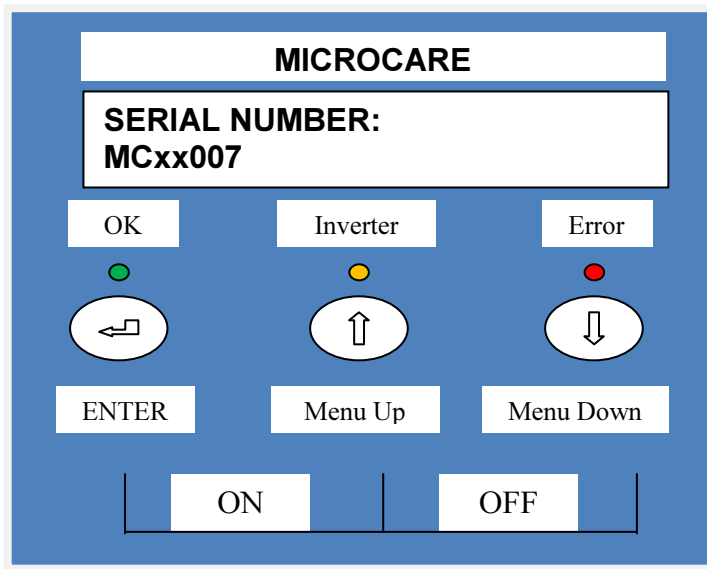 MICROCARE
SERIAL NUMBER:
MCxx007
OK Inverter Error
ENTER Menu Up Menu Down
ON OFF